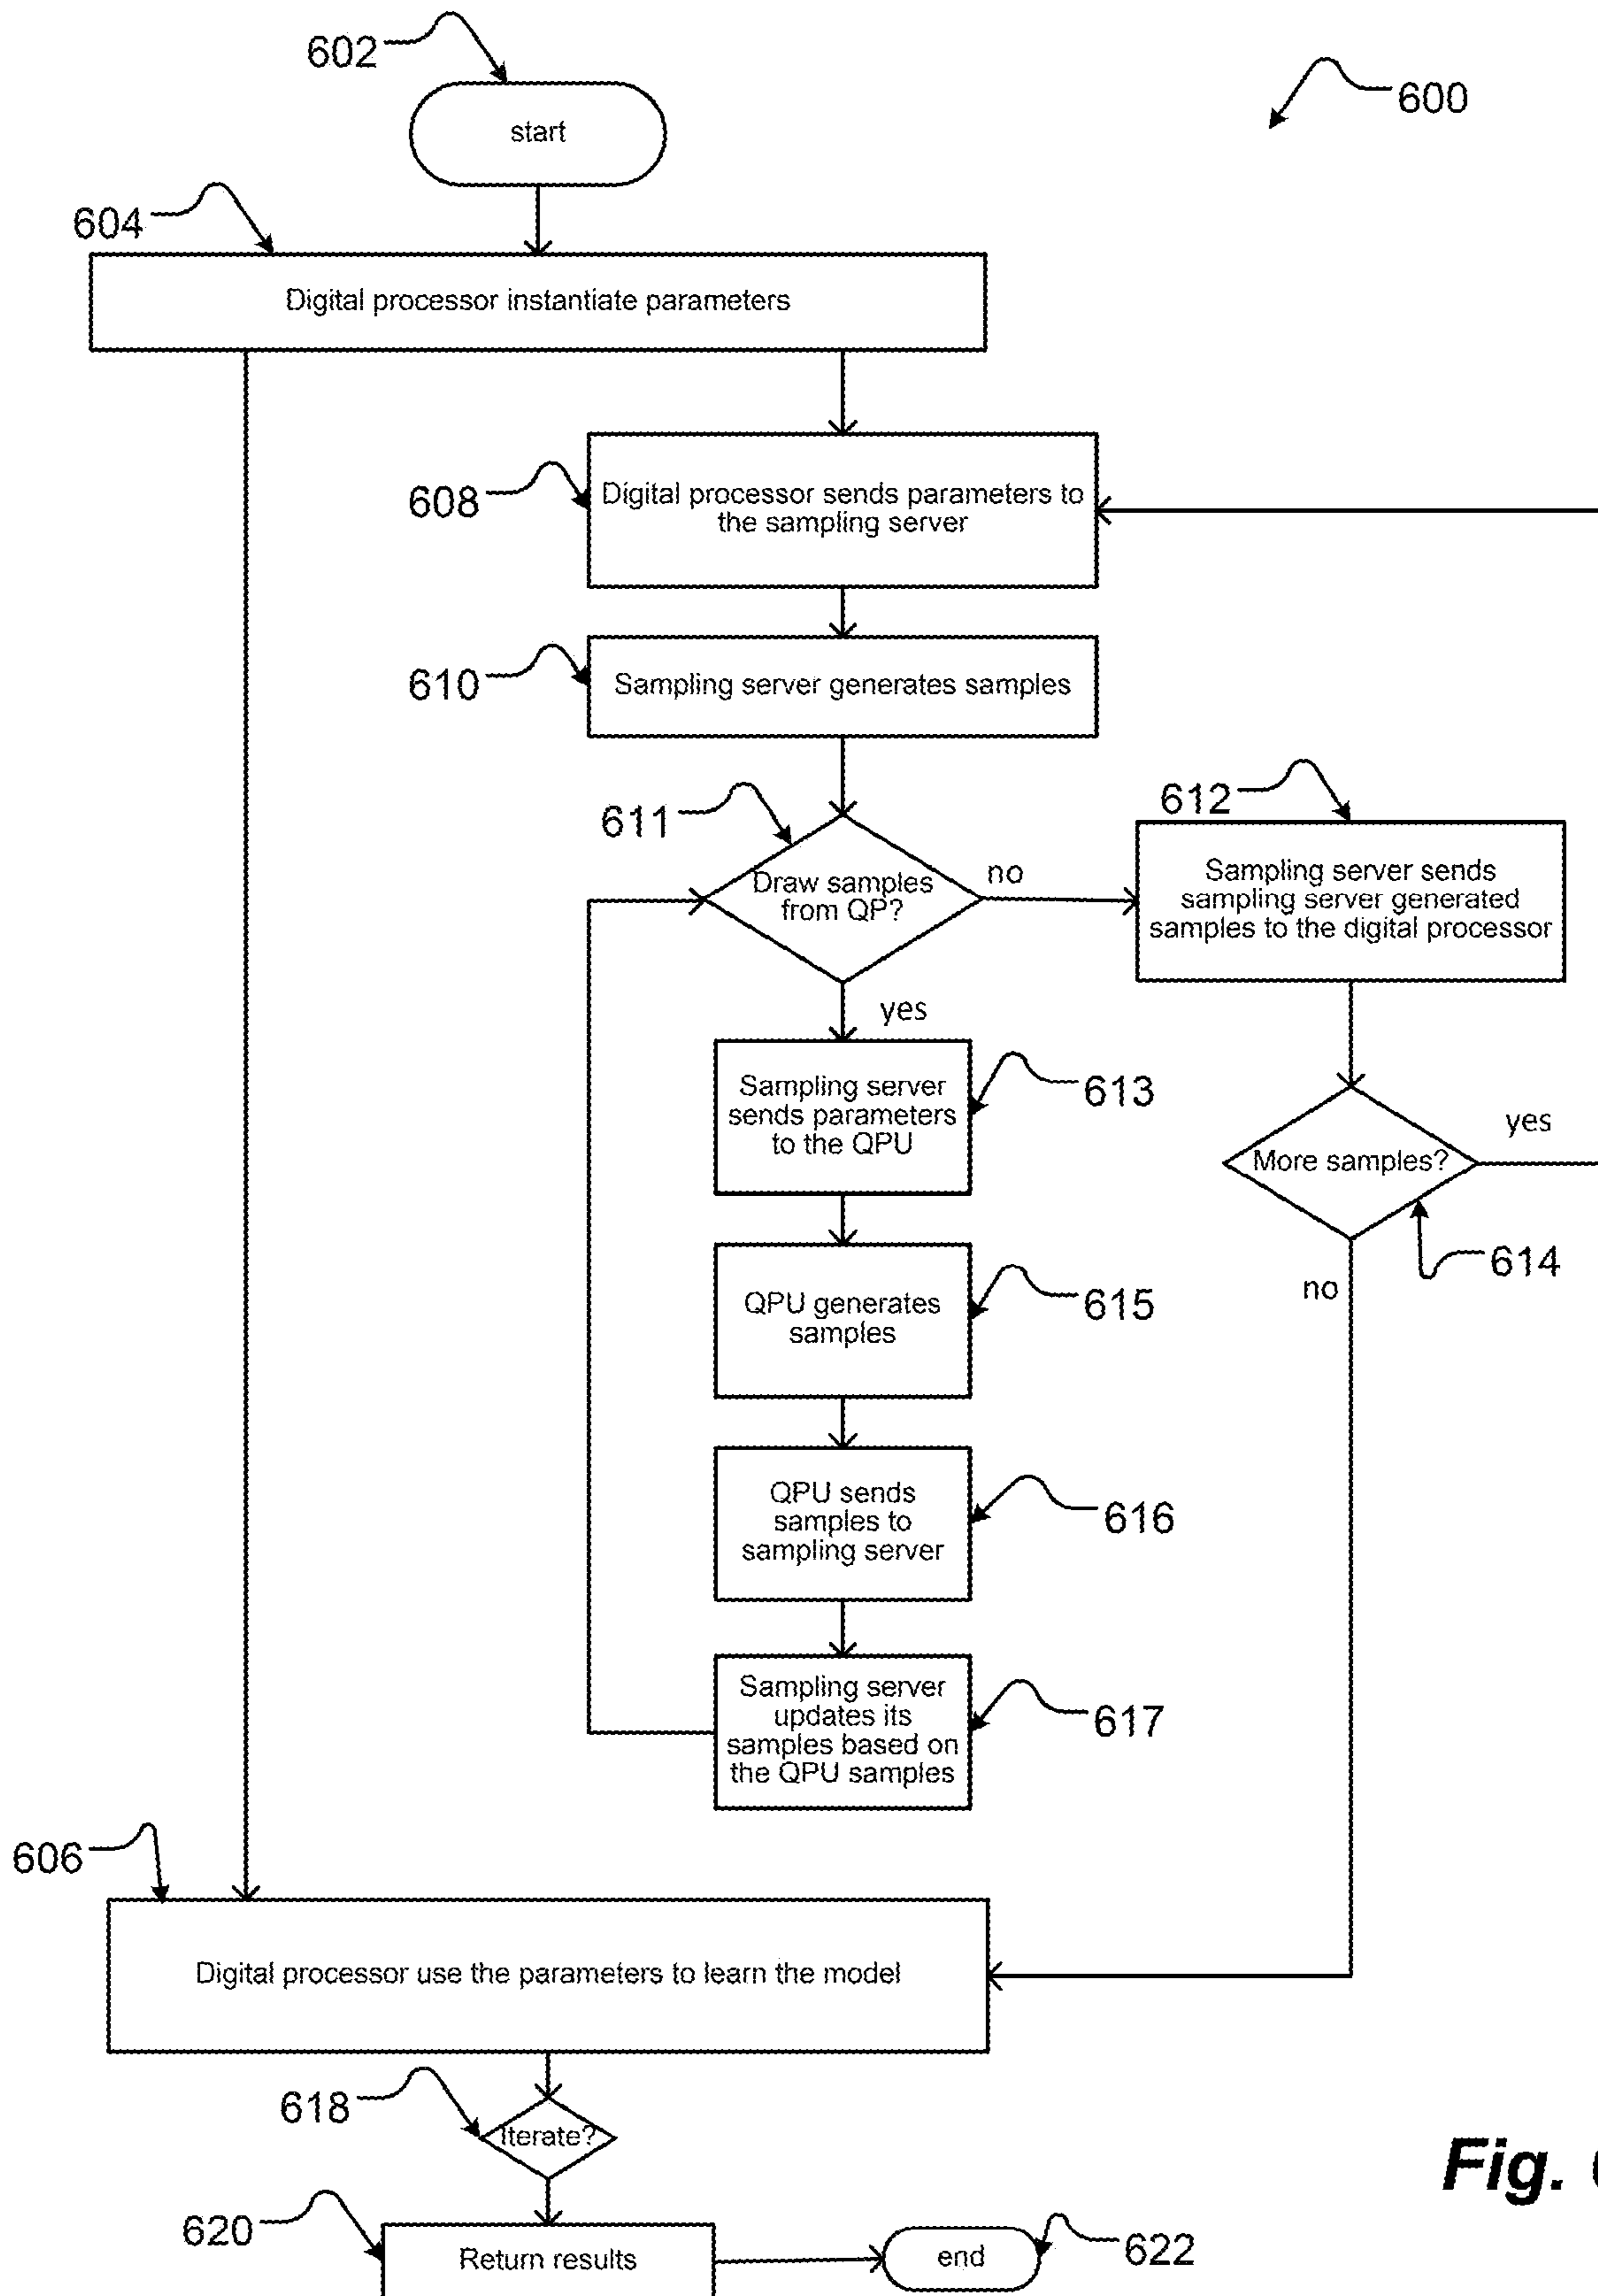 602
start
600
604
Digital processor instantiate parameters
608
Digital processor sends parameters to
the sampling server
610
Sampling server generates samples
611
Draw samples
from QP?
no
612
Sampling server sends
sampling server generated
samples to the digital processor
yes
Sampling server
sends parameters
to the QPU
613
More samples?
yes
614
no
QPU generates
samples
615
QPU sends
samples to
sampling server
616
Sampling server
updates its
samples based on
the QPU samples
617
606
Digital processor use the parameters to learn the model
618
Iterate?
Fig.
620
Return results
end
622